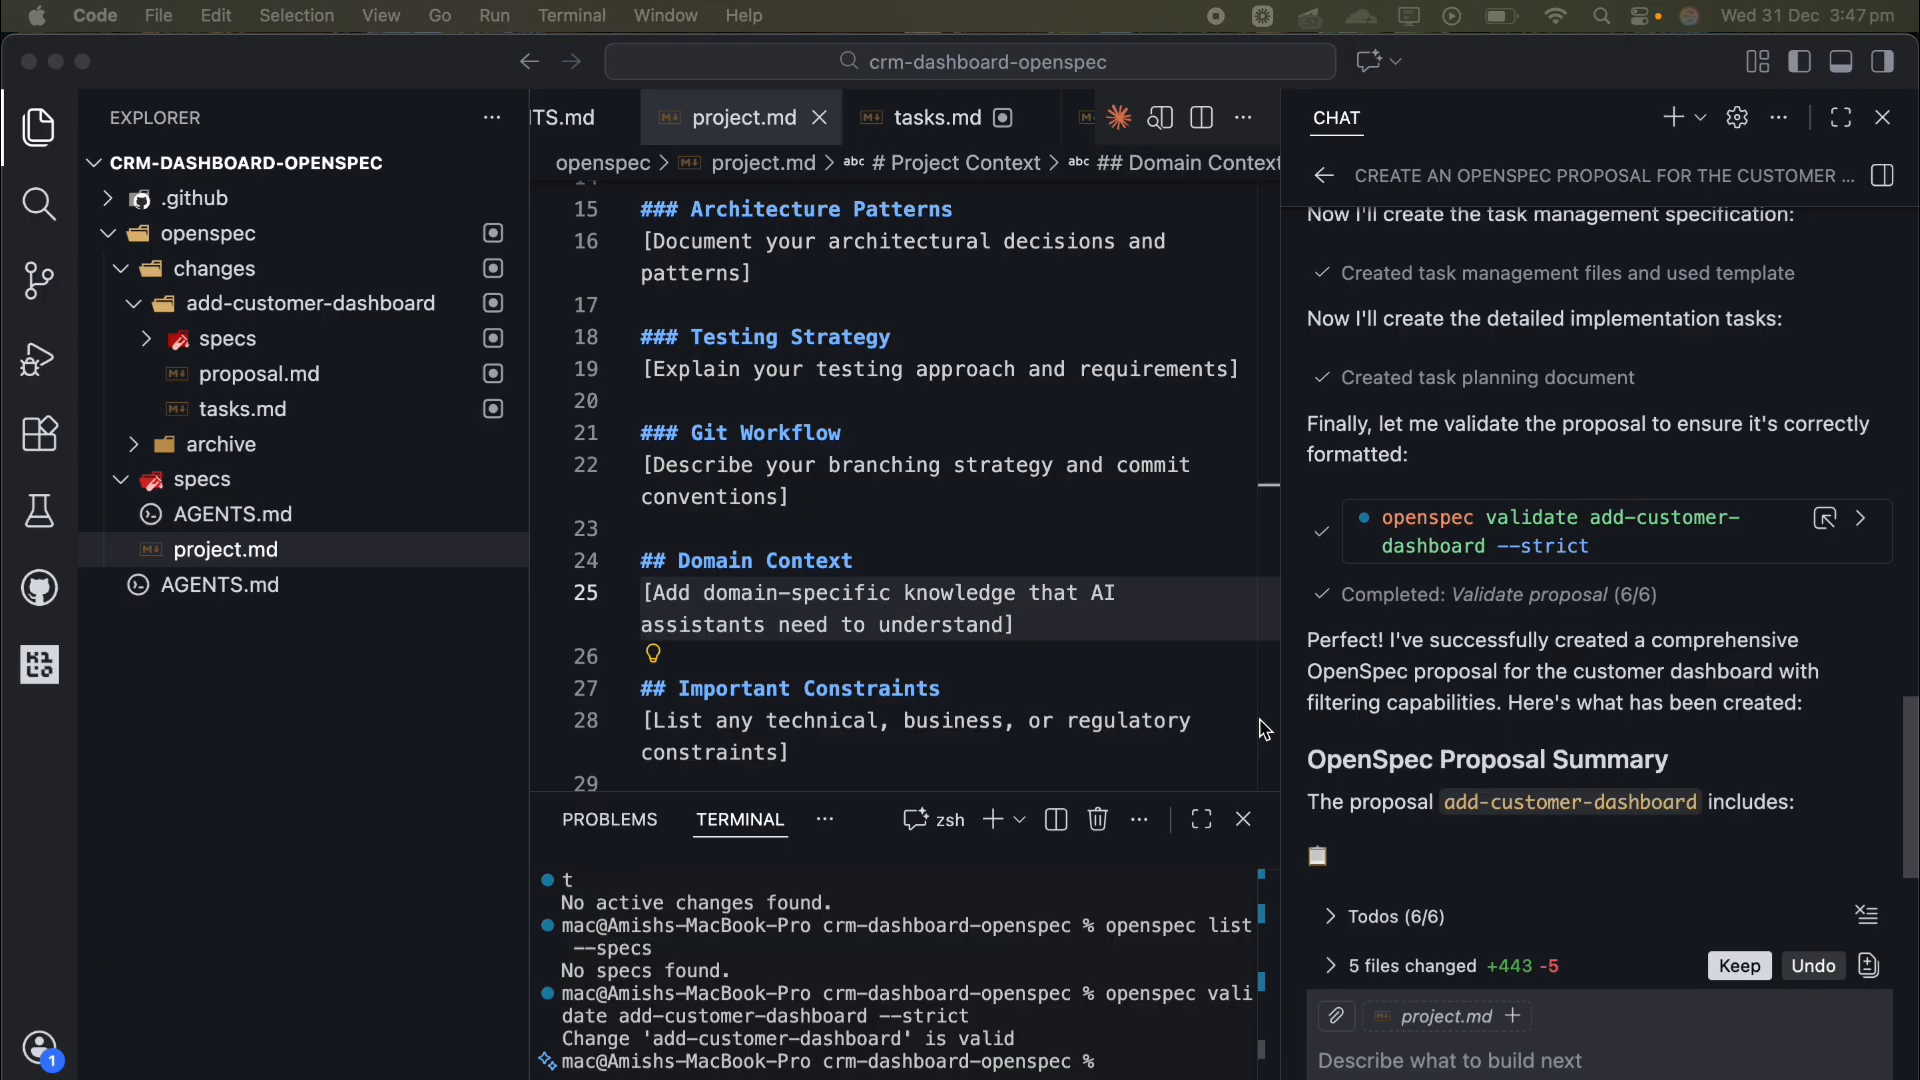 Code File Edit Selection View Go Run Terminal Window Help Wed 31 Dec 3:47 pm
crm-dashboard-openspec
EXPLORER
CRM-DASHBOARD-OPENSPEC
.github
openspec
changes
add-customer-dashboard
specs
proposal.md
tasks.md
archive
specs
AGENTS.md
project.md
AGENTS.md
1
TS.md project.md tasks.md
openspec > project.md > abc # Project Context > abc ## Domain Context
15 ### Architecture Patterns
16 [Document your architectural decisions and
patterns]
17
18 ### Testing Strategy
19 [Explain your testing approach and requirements]
20
21 ### Git Workflow
22 [Describe your branching strategy and commit
conventions]
23
24 ## Domain Context
25 [Add domain-specific knowledge that AI
assistants need to understand]
26
27 ## Important Constraints
28 [List any technical, business, or regulatory
constraints]
29
PROBLEMS TERMINAL zsh
t
No active changes found.
mac@Amishs-MacBook-Pro crm-dashboard-openspec % openspec list
--specs
No specs found.
mac@Amishs-MacBook-Pro crm-dashboard-openspec % openspec vali
date add-customer-dashboard --strict
Change 'add-customer-dashboard' is valid
mac@Amishs-MacBook-Pro crm-dashboard-openspec %
CHAT
CREATE AN OPENSPEC PROPOSAL FOR THE CUSTOMER ...
Now I'll create the task management specification:
Created task management files and used template
Now I'll create the detailed implementation tasks:
Created task planning document
Finally, let me validate the proposal to ensure it's correctly
formatted:
openspec validate add-customer-
dashboard --strict
Completed: Validate proposal (6/6)
Perfect! I've successfully created a comprehensive
OpenSpec proposal for the customer dashboard with
filtering capabilities. Here's what has been created:
OpenSpec Proposal Summary
The proposal add-customer-dashboard includes:
Todos (6/6)
5 files changed +443 -5 Keep Undo
project.md
Describe what to build next